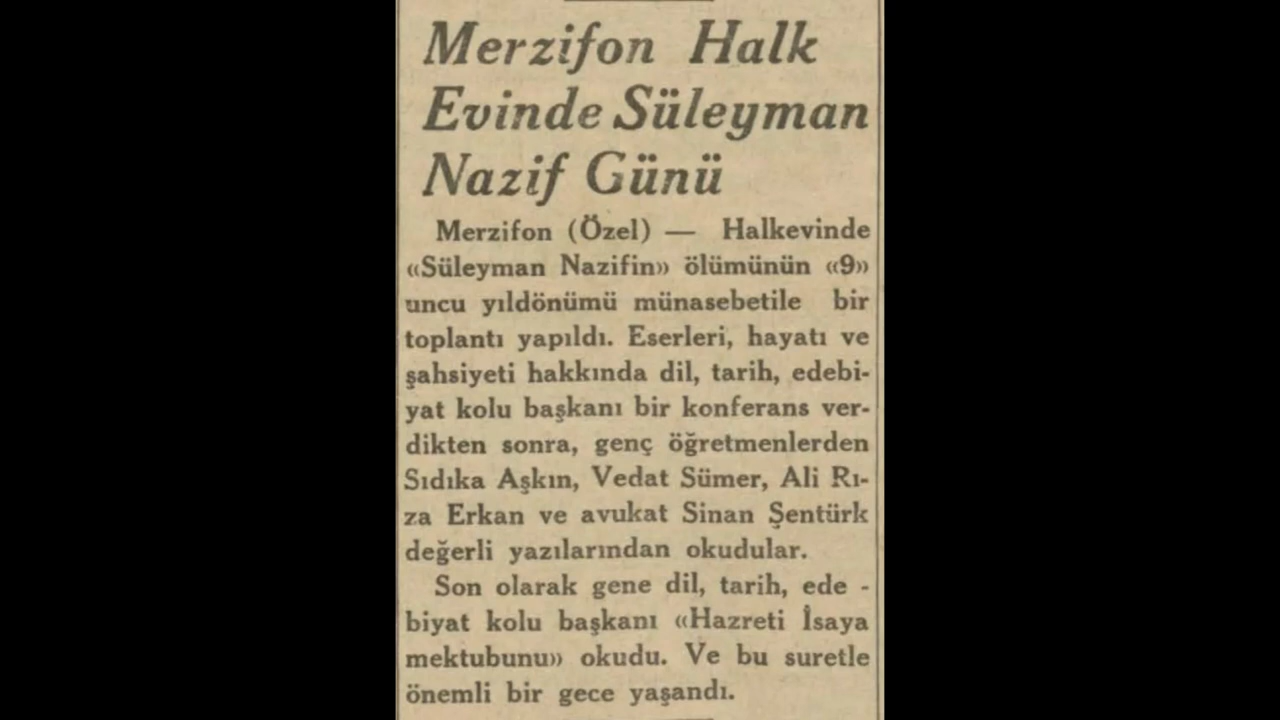 Merzifon Halk
Evinde Süleyman
Nazif Günü
Merzifon (Özel) — Halkevinde
«Süleyman Nazifin» ölümünün «9»
uncu yıldönümü münasebetile bir
toplantı yapıldı. Eserleri, hayatı ve
şahsiyeti hakkında dil, tarih, edebi-
yat kolu başkanı bir konferans ver-
dikten sonra, genç öğretmenlerden
Sıdıka Aşkın, Vedat Sümer, Ali Rı-
za Erkan ve avukat Sinan Şentürk
değerli yazılarından okudular.
Son olarak gene dil, tarih, ede -
biyat kolu başkanı «Hazreti İsaya
mektubunu» okudu. Ve bu suretle
önemli bir gece yaşandı.